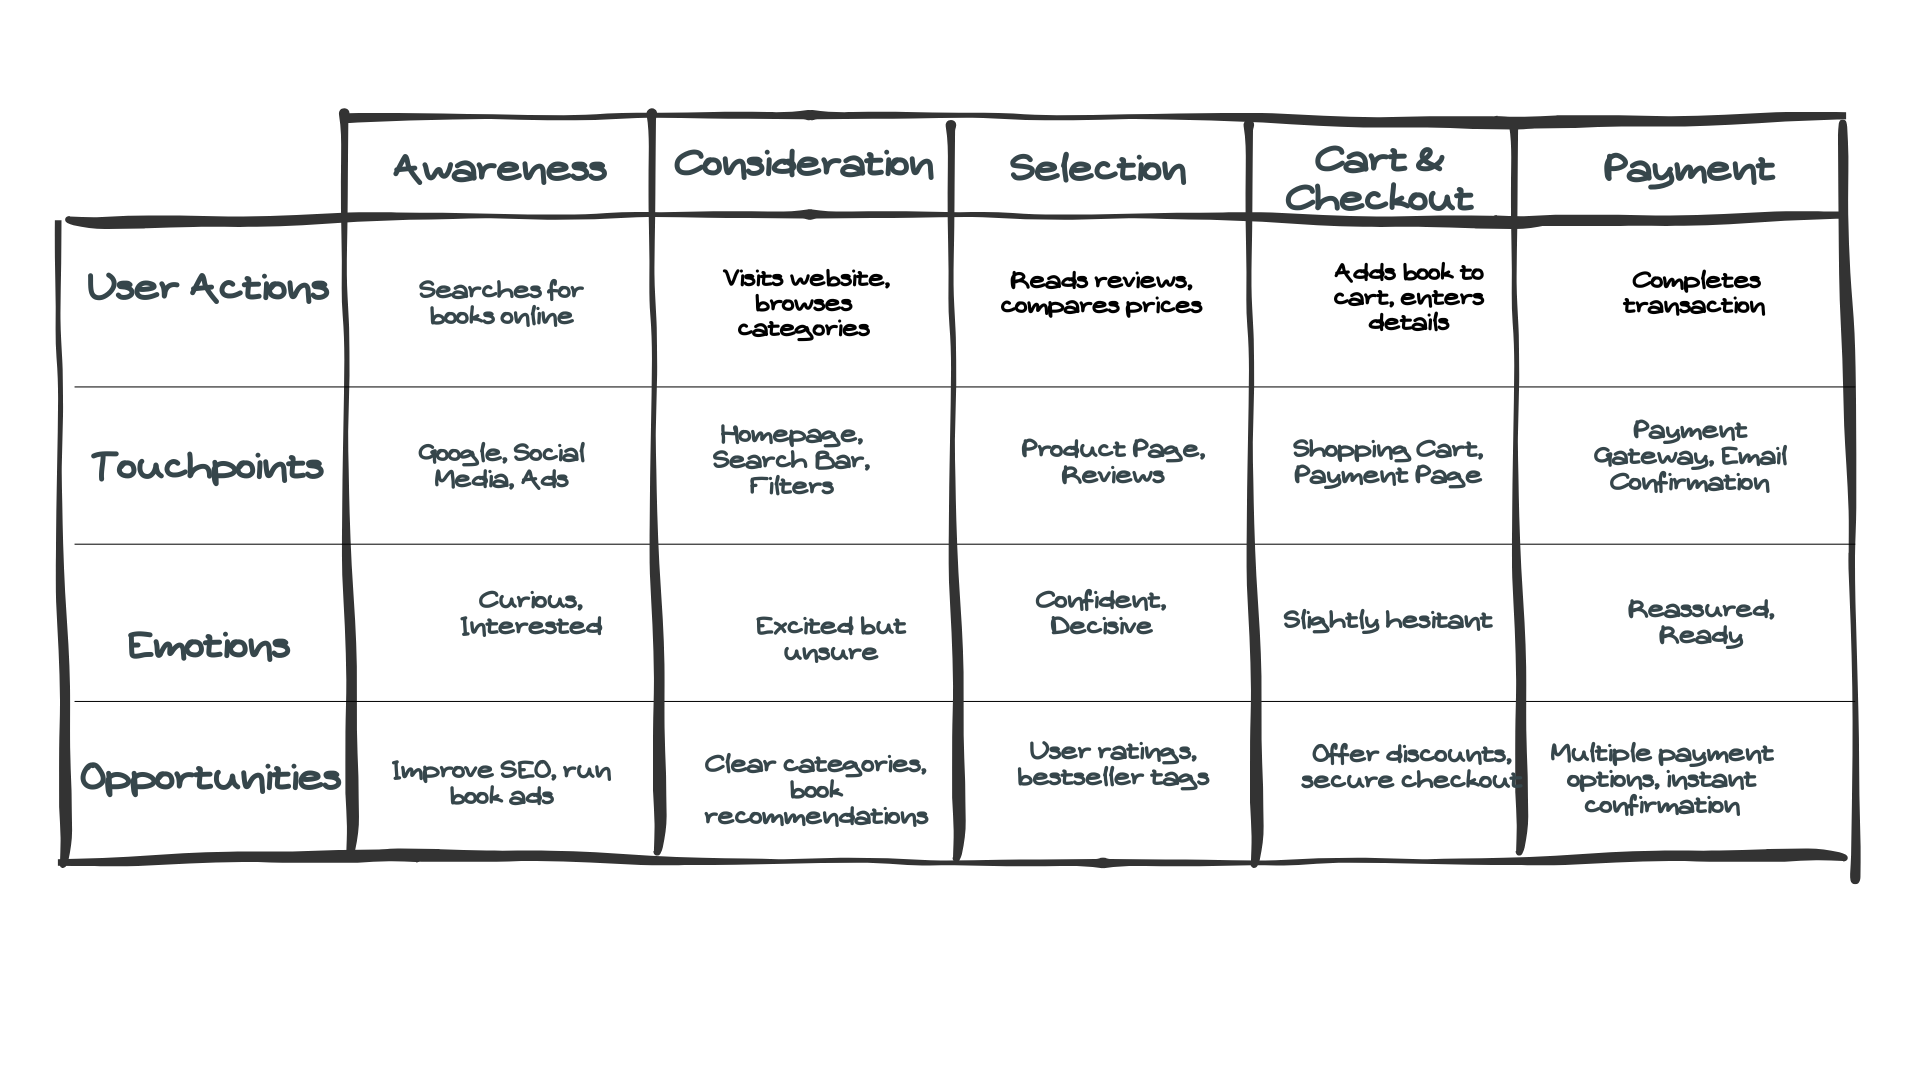 Awareness
Consideration
Selection
Cart &
Checkout
Payment
User Actions
Searches for
books online
Visits website,
browses
categories
Reads reviews,
compares prices
Adds book to
cart, enters
details
Completes
transaction
Touchpoints
Google, Social
Media, Ads
Homepage,
Search Bar,
Filters
Product Page,
Reviews
Shopping Cart,
Payment Page
Payment
Gateway, Email
Confirmation
Emotions
Curious,
Interested
Excited but
unsure
Confident,
Decisive
Slightly hesitant
Reassured,
Ready
Opportunities
Improve SEO, run
book ads
Clear categories,
book
recommendations
User ratings,
bestseller tags
Offer discounts,
secure checkout
Multiple payment
options, instant
confirmation